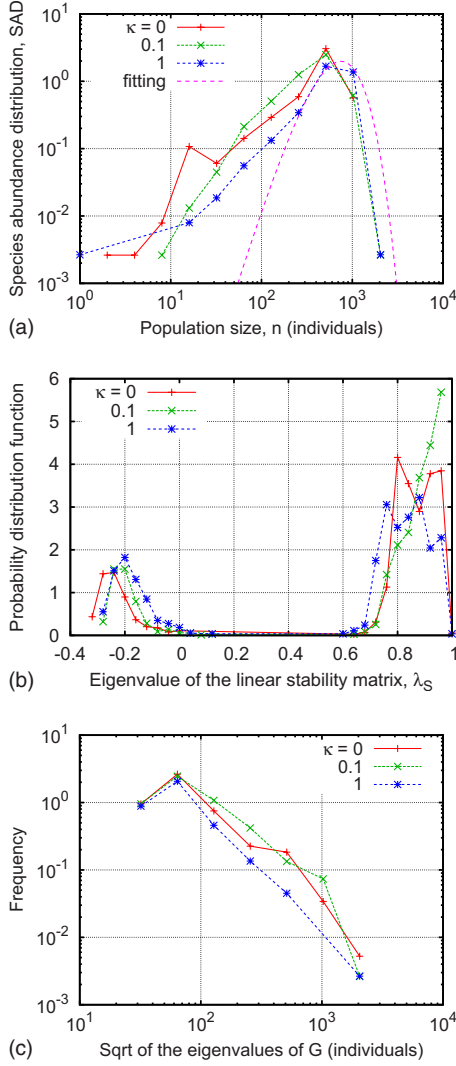 10^1
10^0
10^-1
10^-2
10^-3
Species abundance distribution, SAD
κ = 0
0.1
1
fitting
10^0 10^1 10^2 10^3 10^4
(a) Population size, n (individuals)
6
5
4
3
2
1
0
Probability distribution function
κ = 0
0.1
1
-0.4 -0.2 0.0 0.2 0.4 0.6 0.8 1
(b) Eigenvalue of the linear stability matrix, λ_S
10^1
10^0
10^-1
10^-2
10^-3
Frequency
κ = 0
0.1
1
10^1 10^2 10^3 10^4
(c) Sqrt of the eigenvalues of G (individuals)